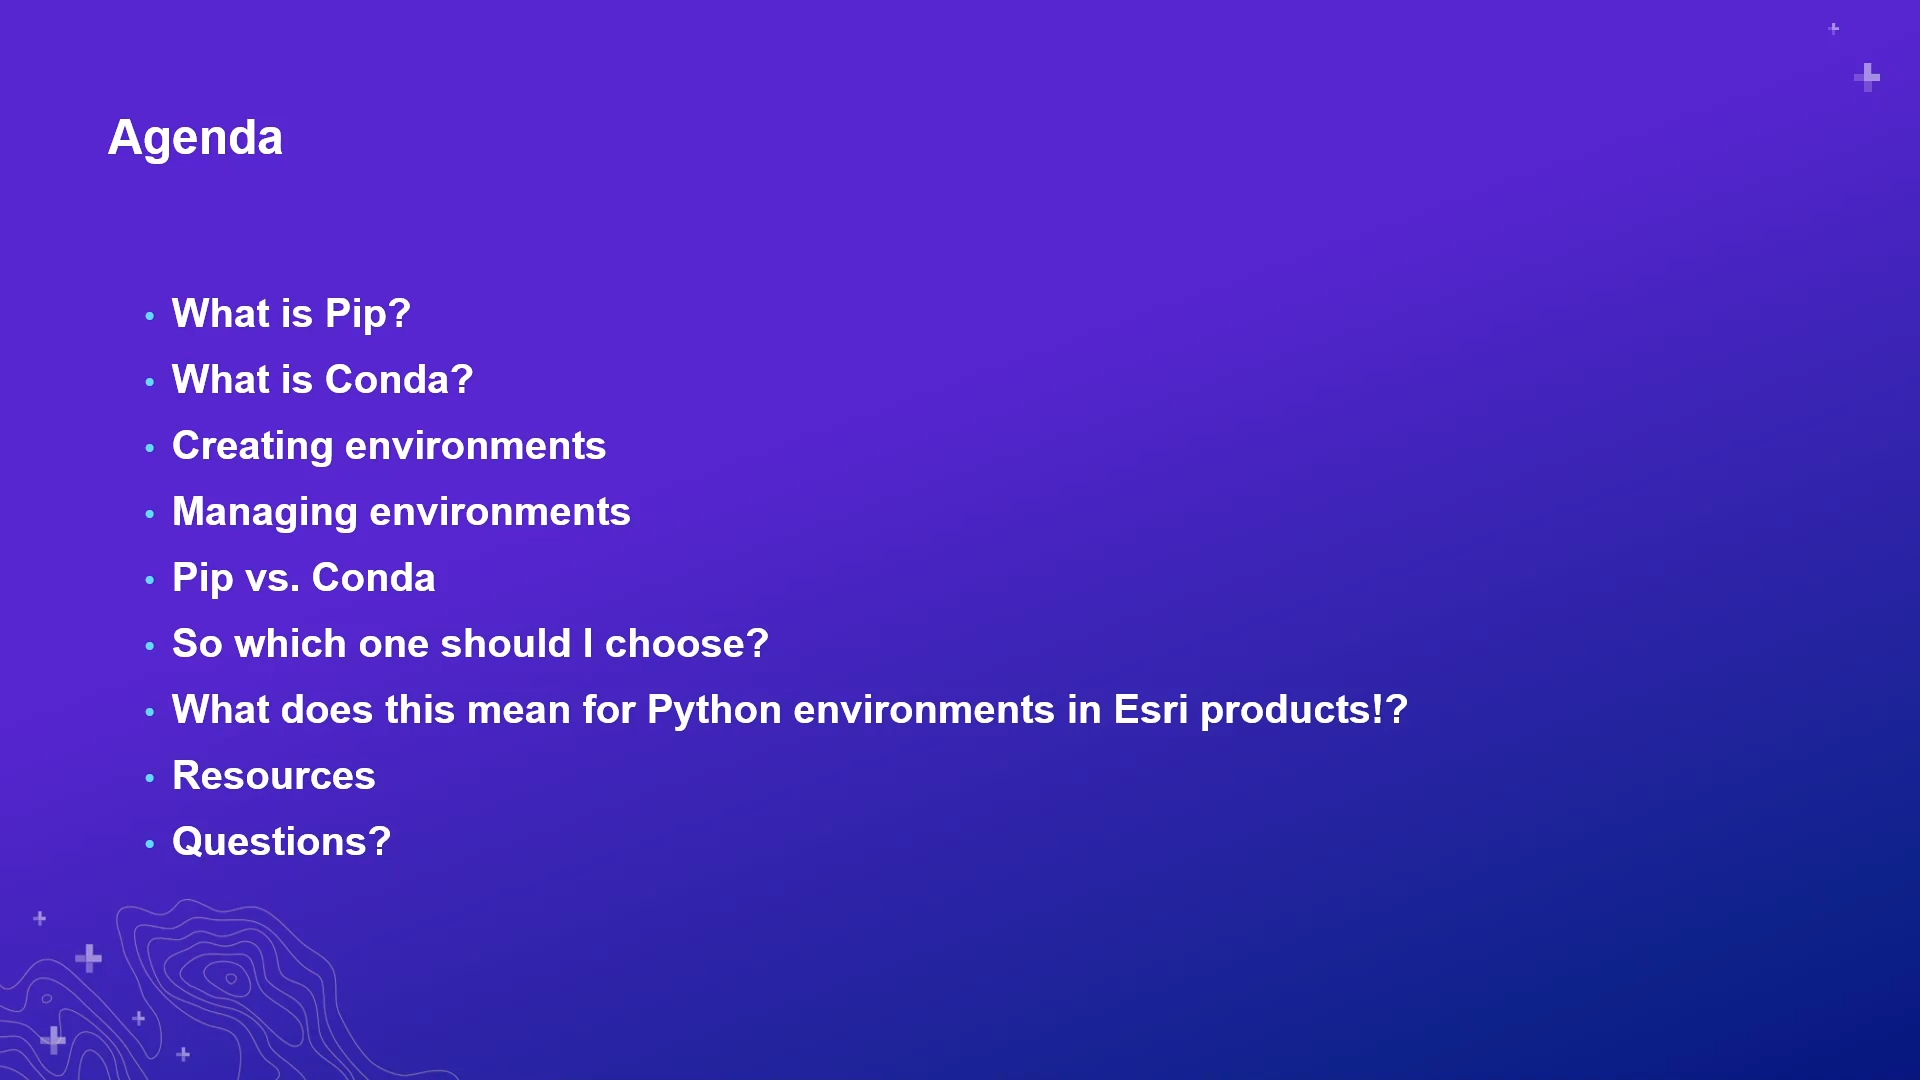 Agenda
• What is Pip?
• What is Conda?
• Creating environments
• Managing environments
• Pip vs. Conda
• So which one should I choose?
• What does this mean for Python environments in Esri products!?
• Resources
• Questions?